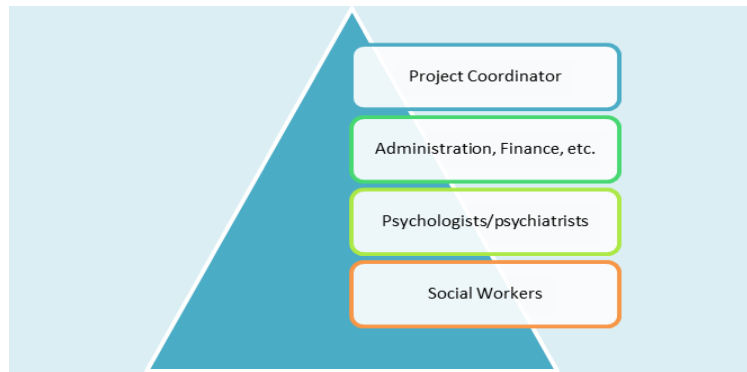 Project Coordinator
Administration, Finance, etc.
Psychologists/psychiatrists
Social Workers